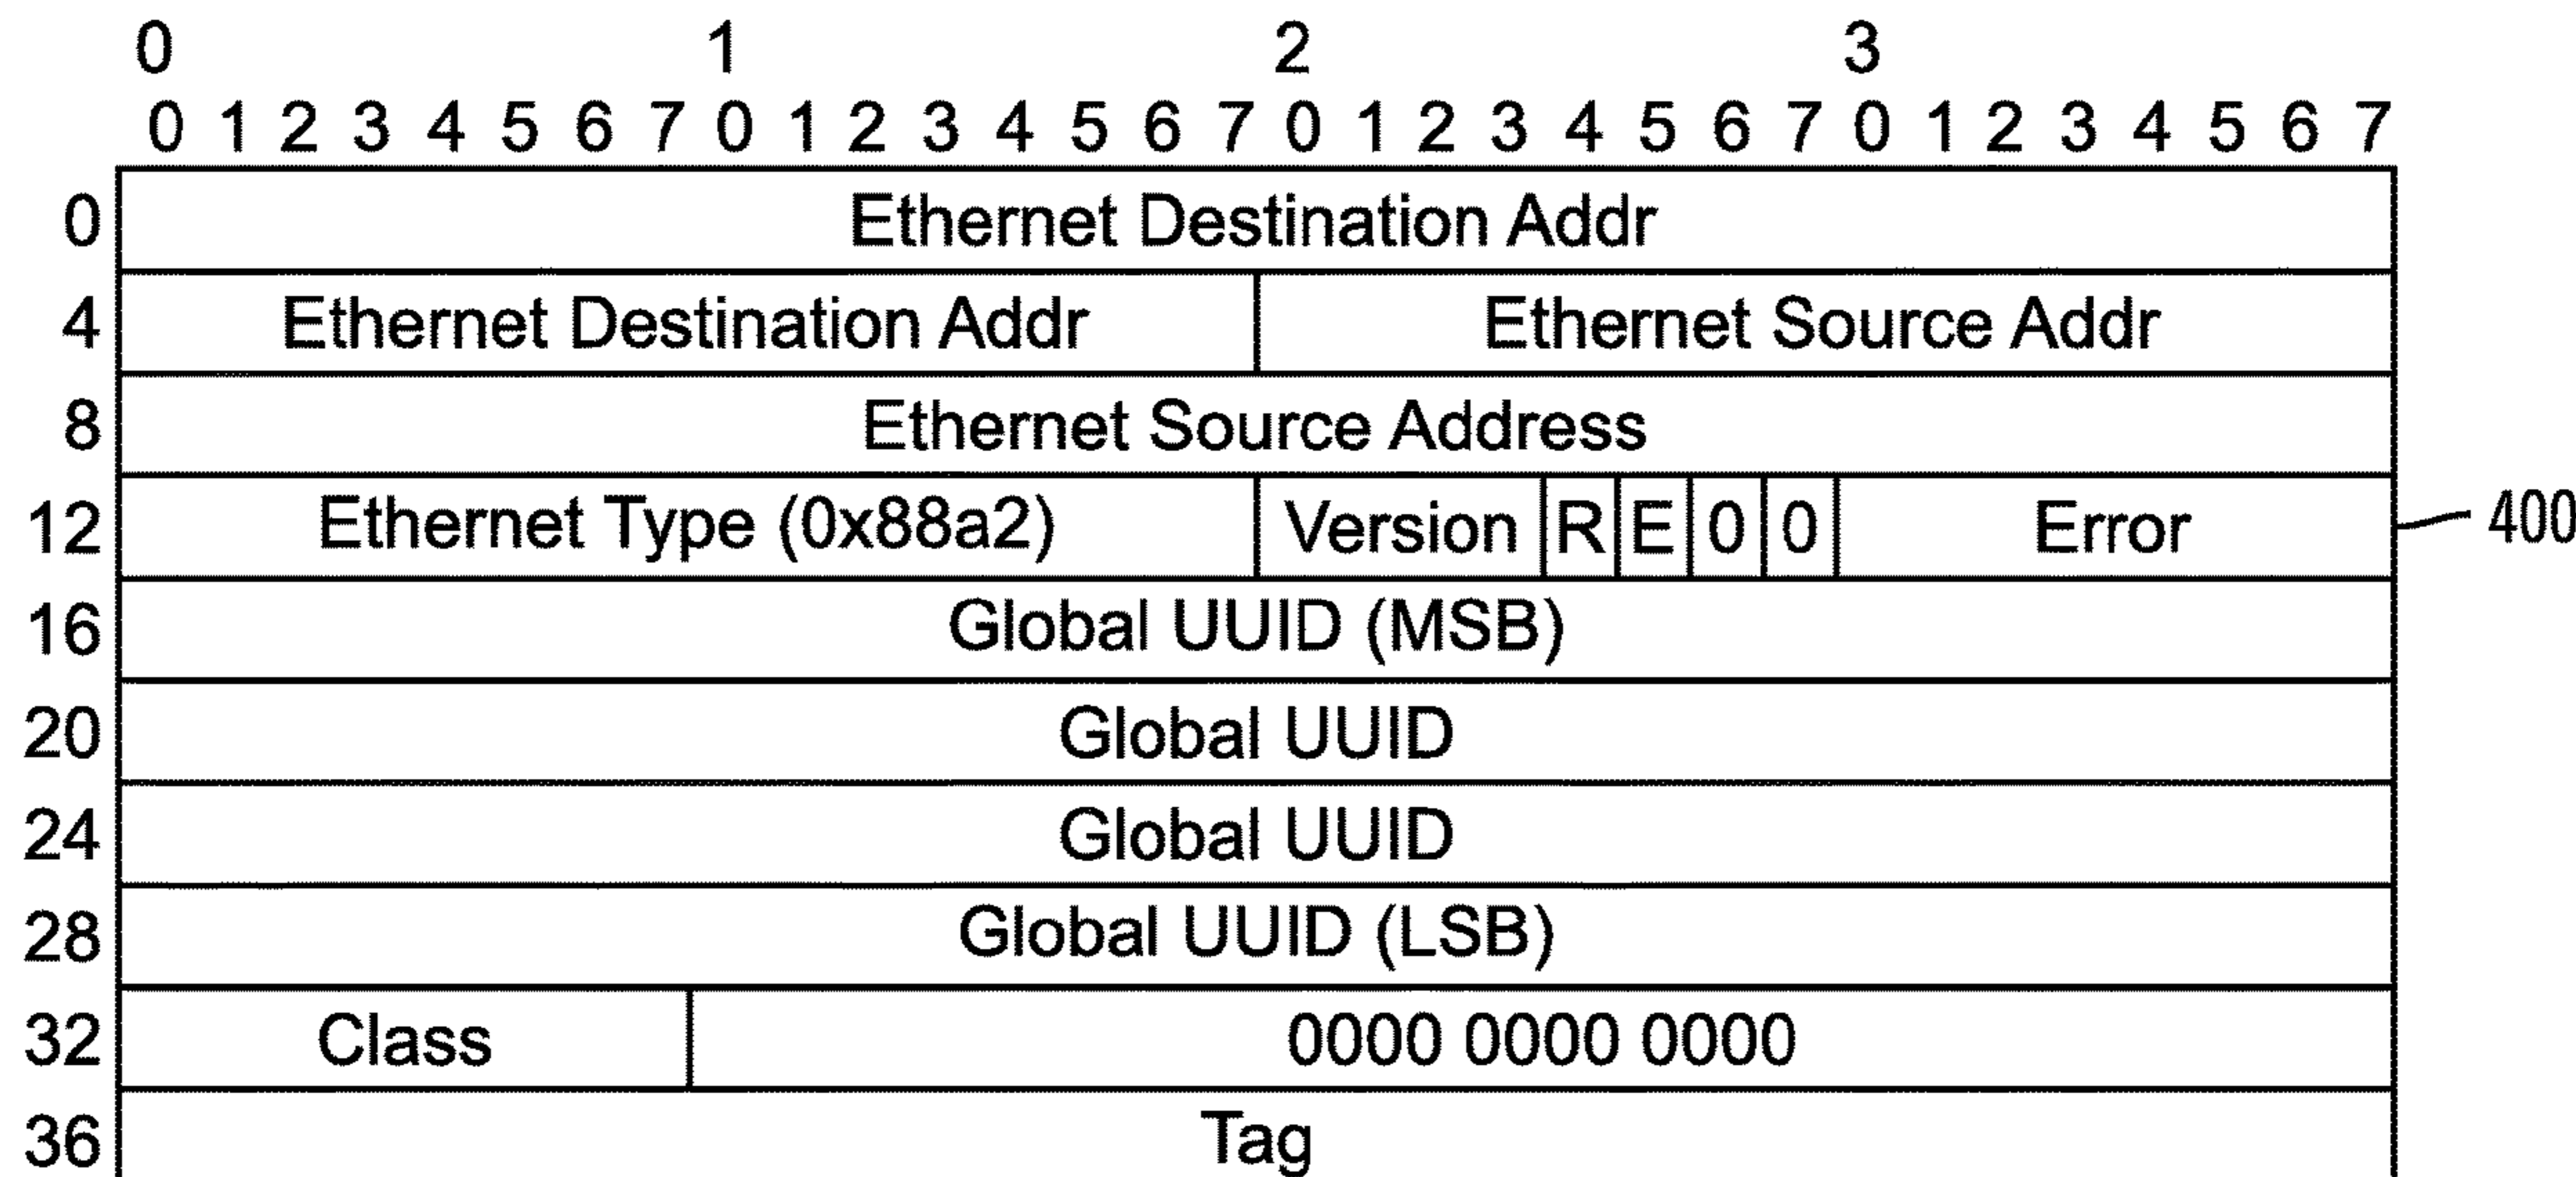 0 1 2 3
0 1 2 3 4 5 6 7 0 1 2 3 4 5 6 7 0 1 2 3 4 5 6 7 0 1 2 3 4 5 6 7
0 Ethernet Destination Addr
4 Ethernet Destination Addr Ethernet Source Addr
8 Ethernet Source Address
12 Ethernet Type (0x88a2) Version R E 0 0 Error 400
16 Global UUID (MSB)
20 Global UUID
24 Global UUID
28 Global UUID (LSB)
32 Class 0000 0000 0000
36 Tag